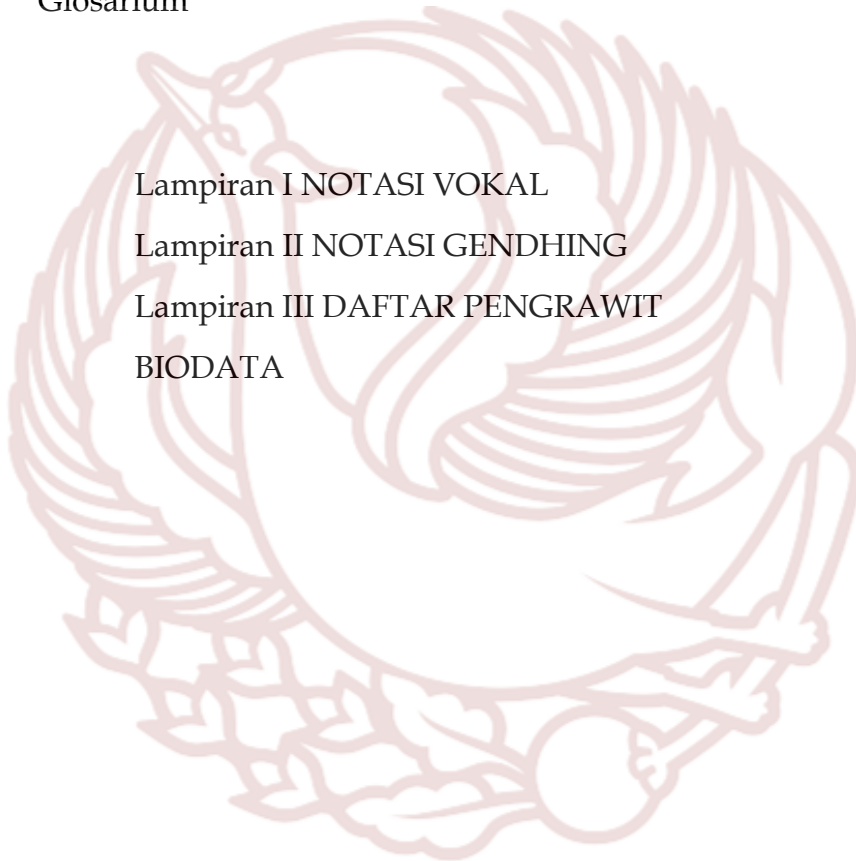 Glosarium
Lampiran I NOTASI VOKAL
Lampiran II NOTASI GENDHING
Lampiran III DAFTAR PENGRAWIT
BIODATA